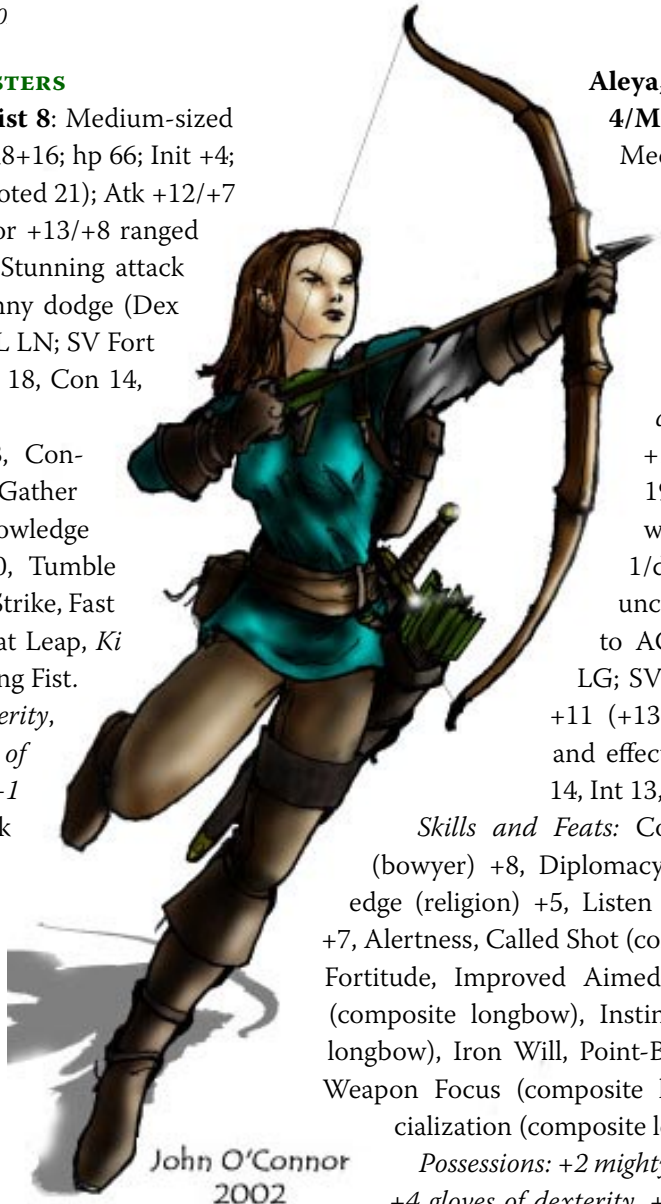 0
STERS
ist 8: Medium-sized
8+16; hp 66; Init +4;
oted 21); Atk +12/+7
or +13/+8 ranged
Stunning attack
nny dodge (Dex
L LN; SV Fort
18, Con 14,
, Con-
Gather
owledge
0, Tumble
Strike, Fast
at Leap, Ki
ng Fist.
erity,
of
-1
k
Aleya,
4/M
Med
+
19
w
1/c
unc
to AC
LG; SV
+11 (+13
and effec
14, Int 13,
Skills and Feats: Co
(bowyer) +8, Diplomacy
edge (religion) +5, Listen
+7, Alertness, Called Shot (co
Fortitude, Improved Aimed
(composite longbow), Instin
longbow), Iron Will, Point-B
Weapon Focus (composite l
cialization (composite lo
Possessions: +2 mighty
+4 gloves of dexterity, +
John O'Connor
2002